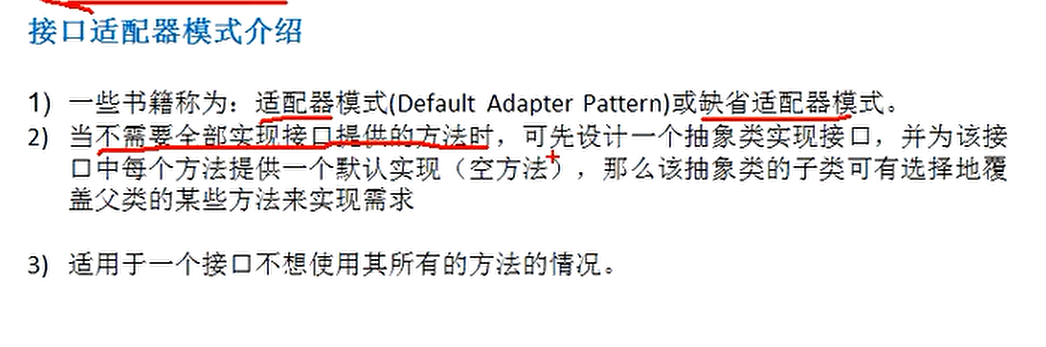 接口适配器模式介绍
1) 一些书籍称为：适配器模式(Default Adapter Pattern)或缺省适配器模式。
2) 当不需要全部实现接口提供的方法时，可先设计一个抽象类实现接口，并为该接
口中每个方法提供一个默认实现（空方法），那么该抽象类的子类可有选择地覆
盖父类的某些方法来实现需求
3) 适用于一个接口不想使用其所有的方法的情况。